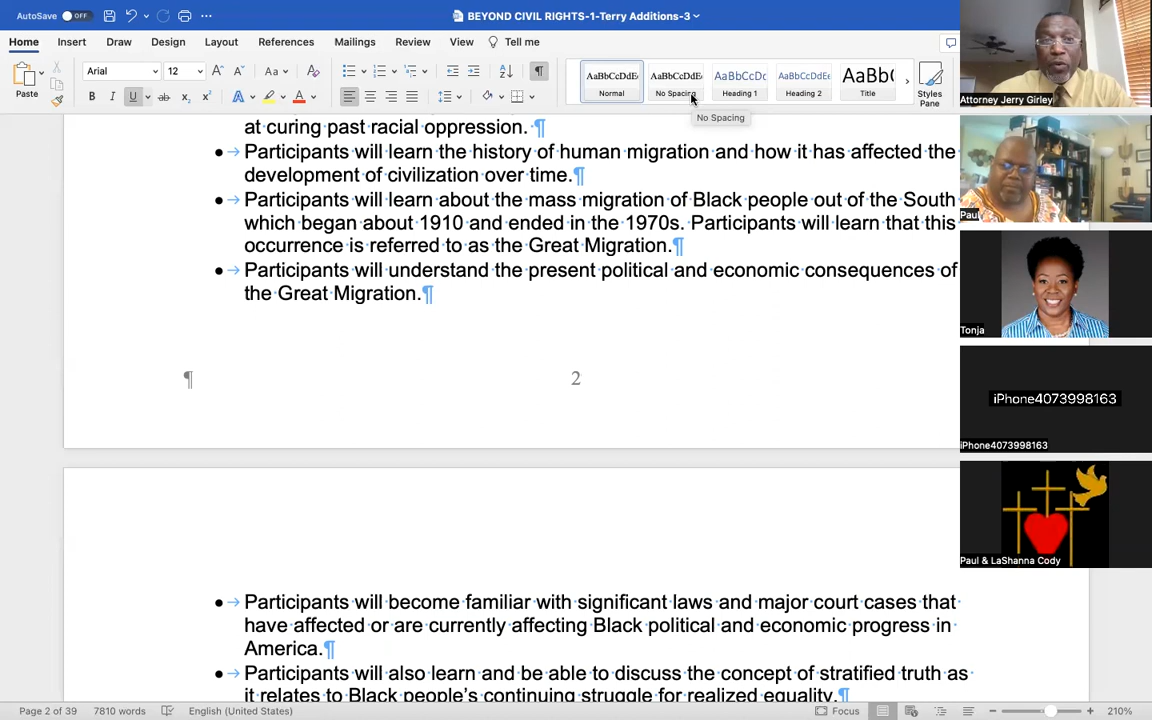 AutoSave OFF BEYOND CIVIL RIGHTS-1-Terry Additions-3
Home Insert Draw Design Layout References Mailings Review View Tell me
Paste Arial 12 A A Aa A
B I U ab x₂ x² A A
AaBbCcDdEe AaBbCcDdEe AaBbCcDc AaBbCcDdEe AaBb(
Normal No Spacing Heading 1 Heading 2 Title Styles Pane
No Spacing
at curing past racial oppression. ¶
• → Participants will learn the history of human migration and how it has affected the
development of civilization over time.¶
• → Participants will learn about the mass migration of Black people out of the South
which began about 1910 and ended in the 1970s. Participants will learn that this
occurrence is referred to as the Great Migration.¶
• → Participants will understand the present political and economic consequences of
the Great Migration.¶
¶ 2
• → Participants will become familiar with significant laws and major court cases that
have affected or are currently affecting Black political and economic progress in
America.¶
• → Participants will also learn and be able to discuss the concept of stratified truth as
it relates to Black people's continuing struggle for realized equality.¶
Page 2 of 39 7810 words English (United States) Focus 210%
Attorney Jerry Girley
Paul
Tonja
iPhone4073998163
iPhone4073998163
Paul & LaShanna Cody